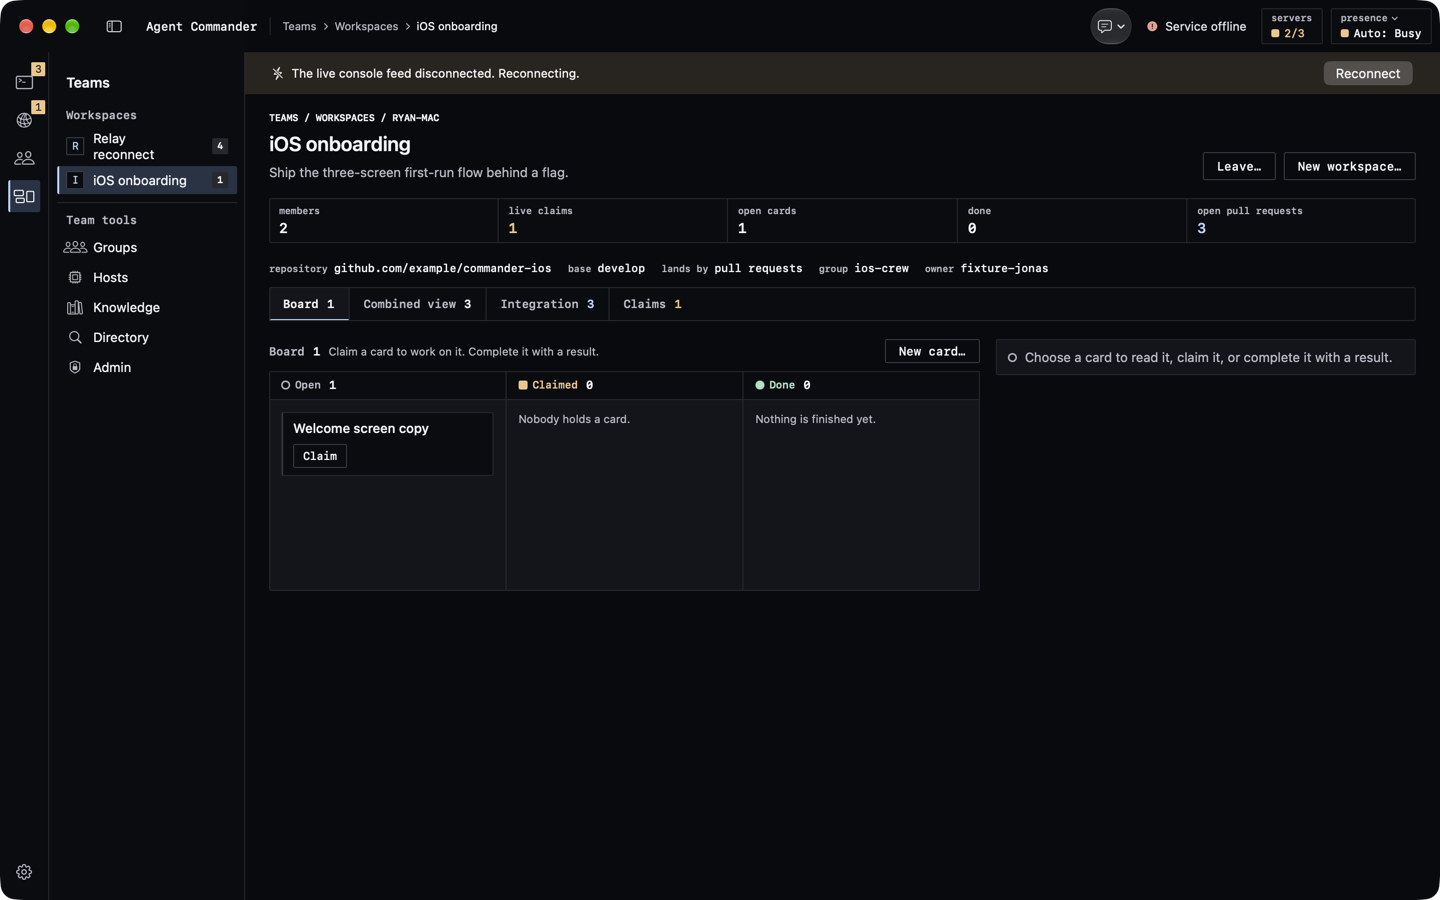 Agent Commander
Teams > Workspaces > iOS onboarding
Service offline
servers
2/3
presence
Auto: Busy
3
1
Teams
Workspaces
R Relay reconnect 4
I iOS onboarding 1
Team tools
Groups
Hosts
Knowledge
Directory
Admin
The live console feed disconnected. Reconnecting.
Reconnect
TEAMS / WORKSPACES / RYAN-MAC
iOS onboarding
Ship the three-screen first-run flow behind a flag.
Leave…
New workspace…
members
2
live claims
1
open cards
1
done
0
open pull requests
3
repository github.com/example/commander-ios base develop lands by pull requests group ios-crew owner fixture-jonas
Board 1
Combined view 3
Integration 3
Claims 1
Board 1 Claim a card to work on it. Complete it with a result.
New card…
Open 1
Claimed 0
Done 0
Welcome screen copy
Claim
Nobody holds a card.
Nothing is finished yet.
Choose a card to read it, claim it, or complete it with a result.